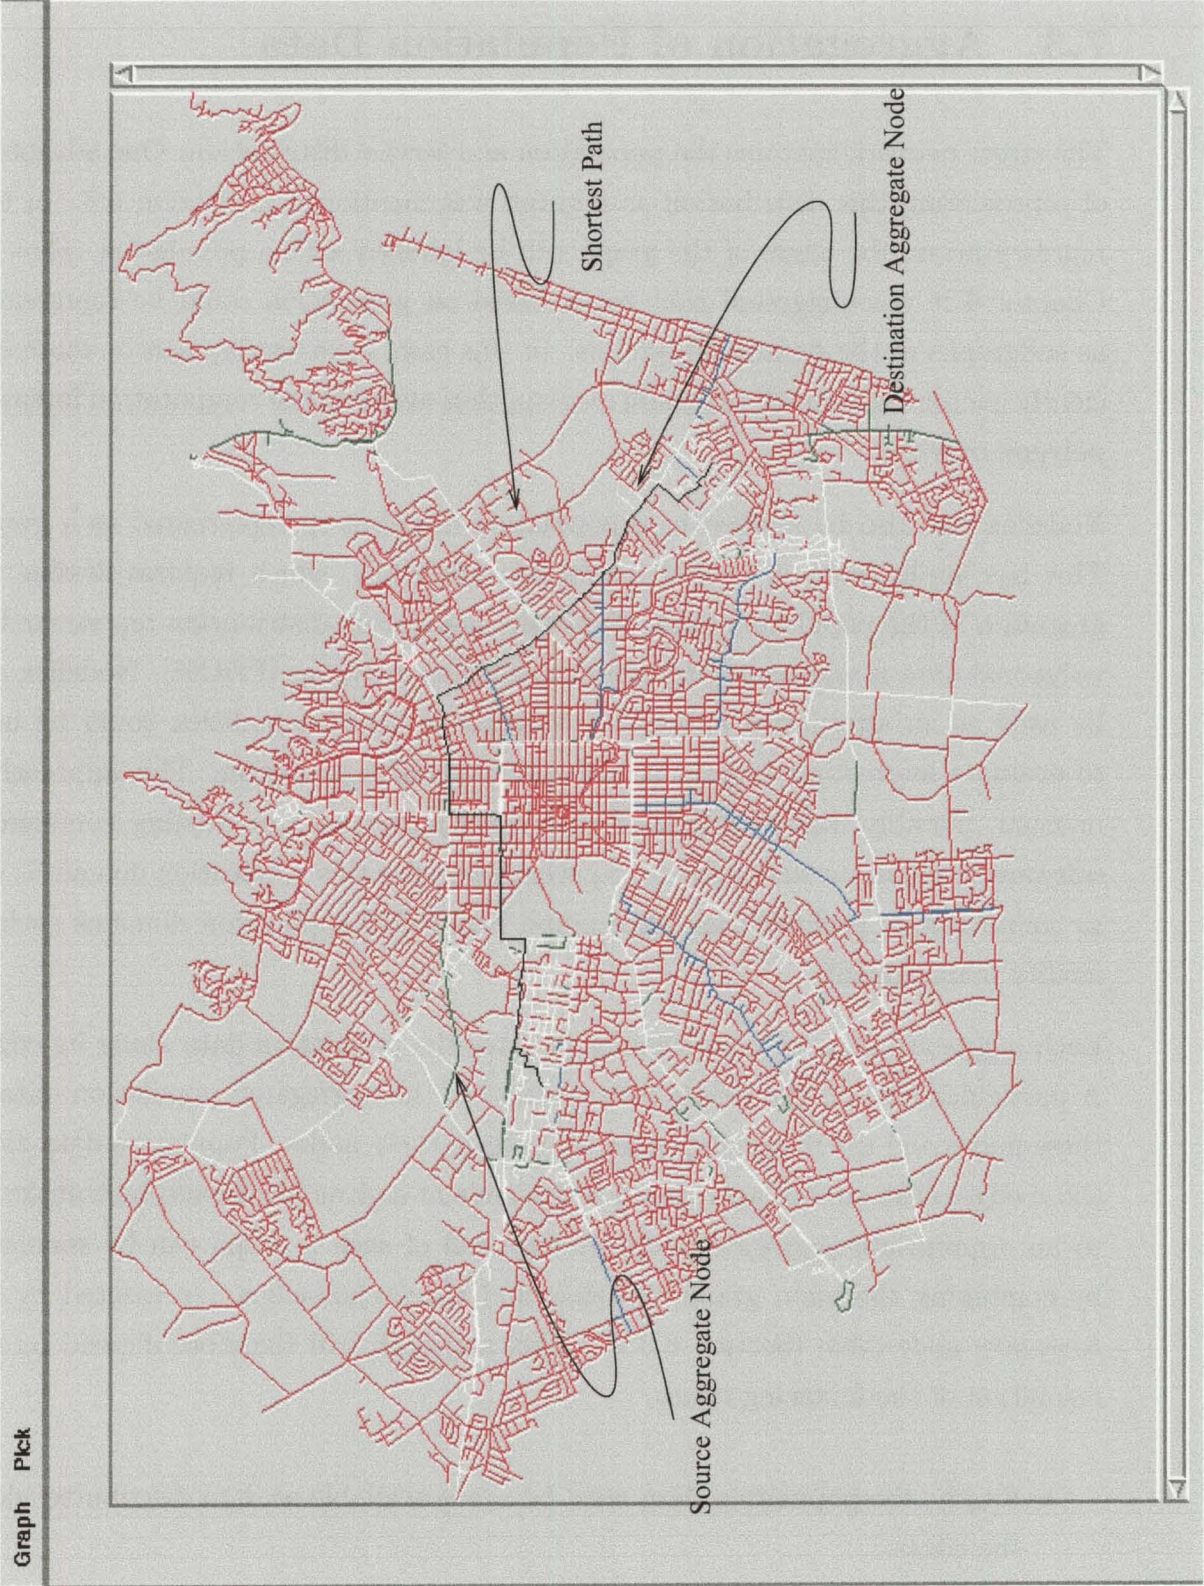 Graph Pick
Shortest Path
Destination Aggregate Node
Source Aggregate Node